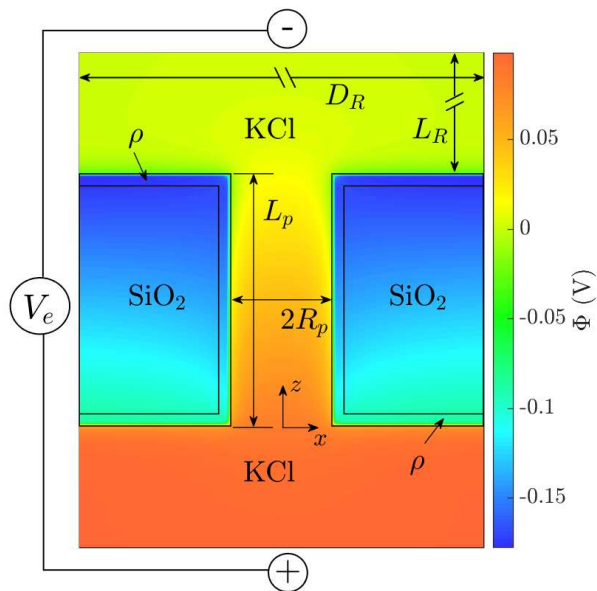 -
D_R
ρ
KCl
L_R
L_p
0.05
0
SiO₂
SiO₂
V_e
2R_p
-0.05
Φ (V)
-0.1
z
x
ρ
KCl
-0.15
+